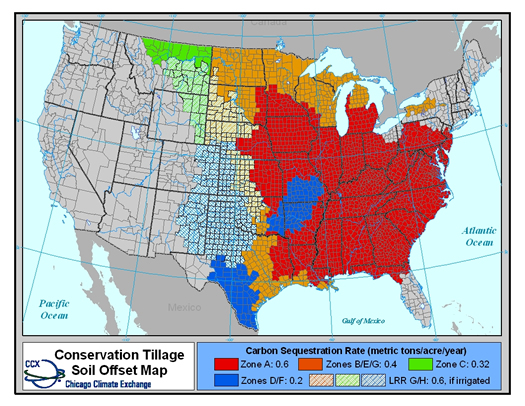 Canada
Pacific
Ocean
Mexico
Gulf of Mexico
Atlantic
Ocean
CCX
Conservation Tillage
Soil Offset Map
Chicago Climate Exchange
Carbon Sequestration Rate (metric tons/acre/year)
Zone A: 0.6 Zones B/E/G: 0.4 Zone C: 0.32
Zones D/F: 0.2 LRR G/H: 0.6, if irrigated